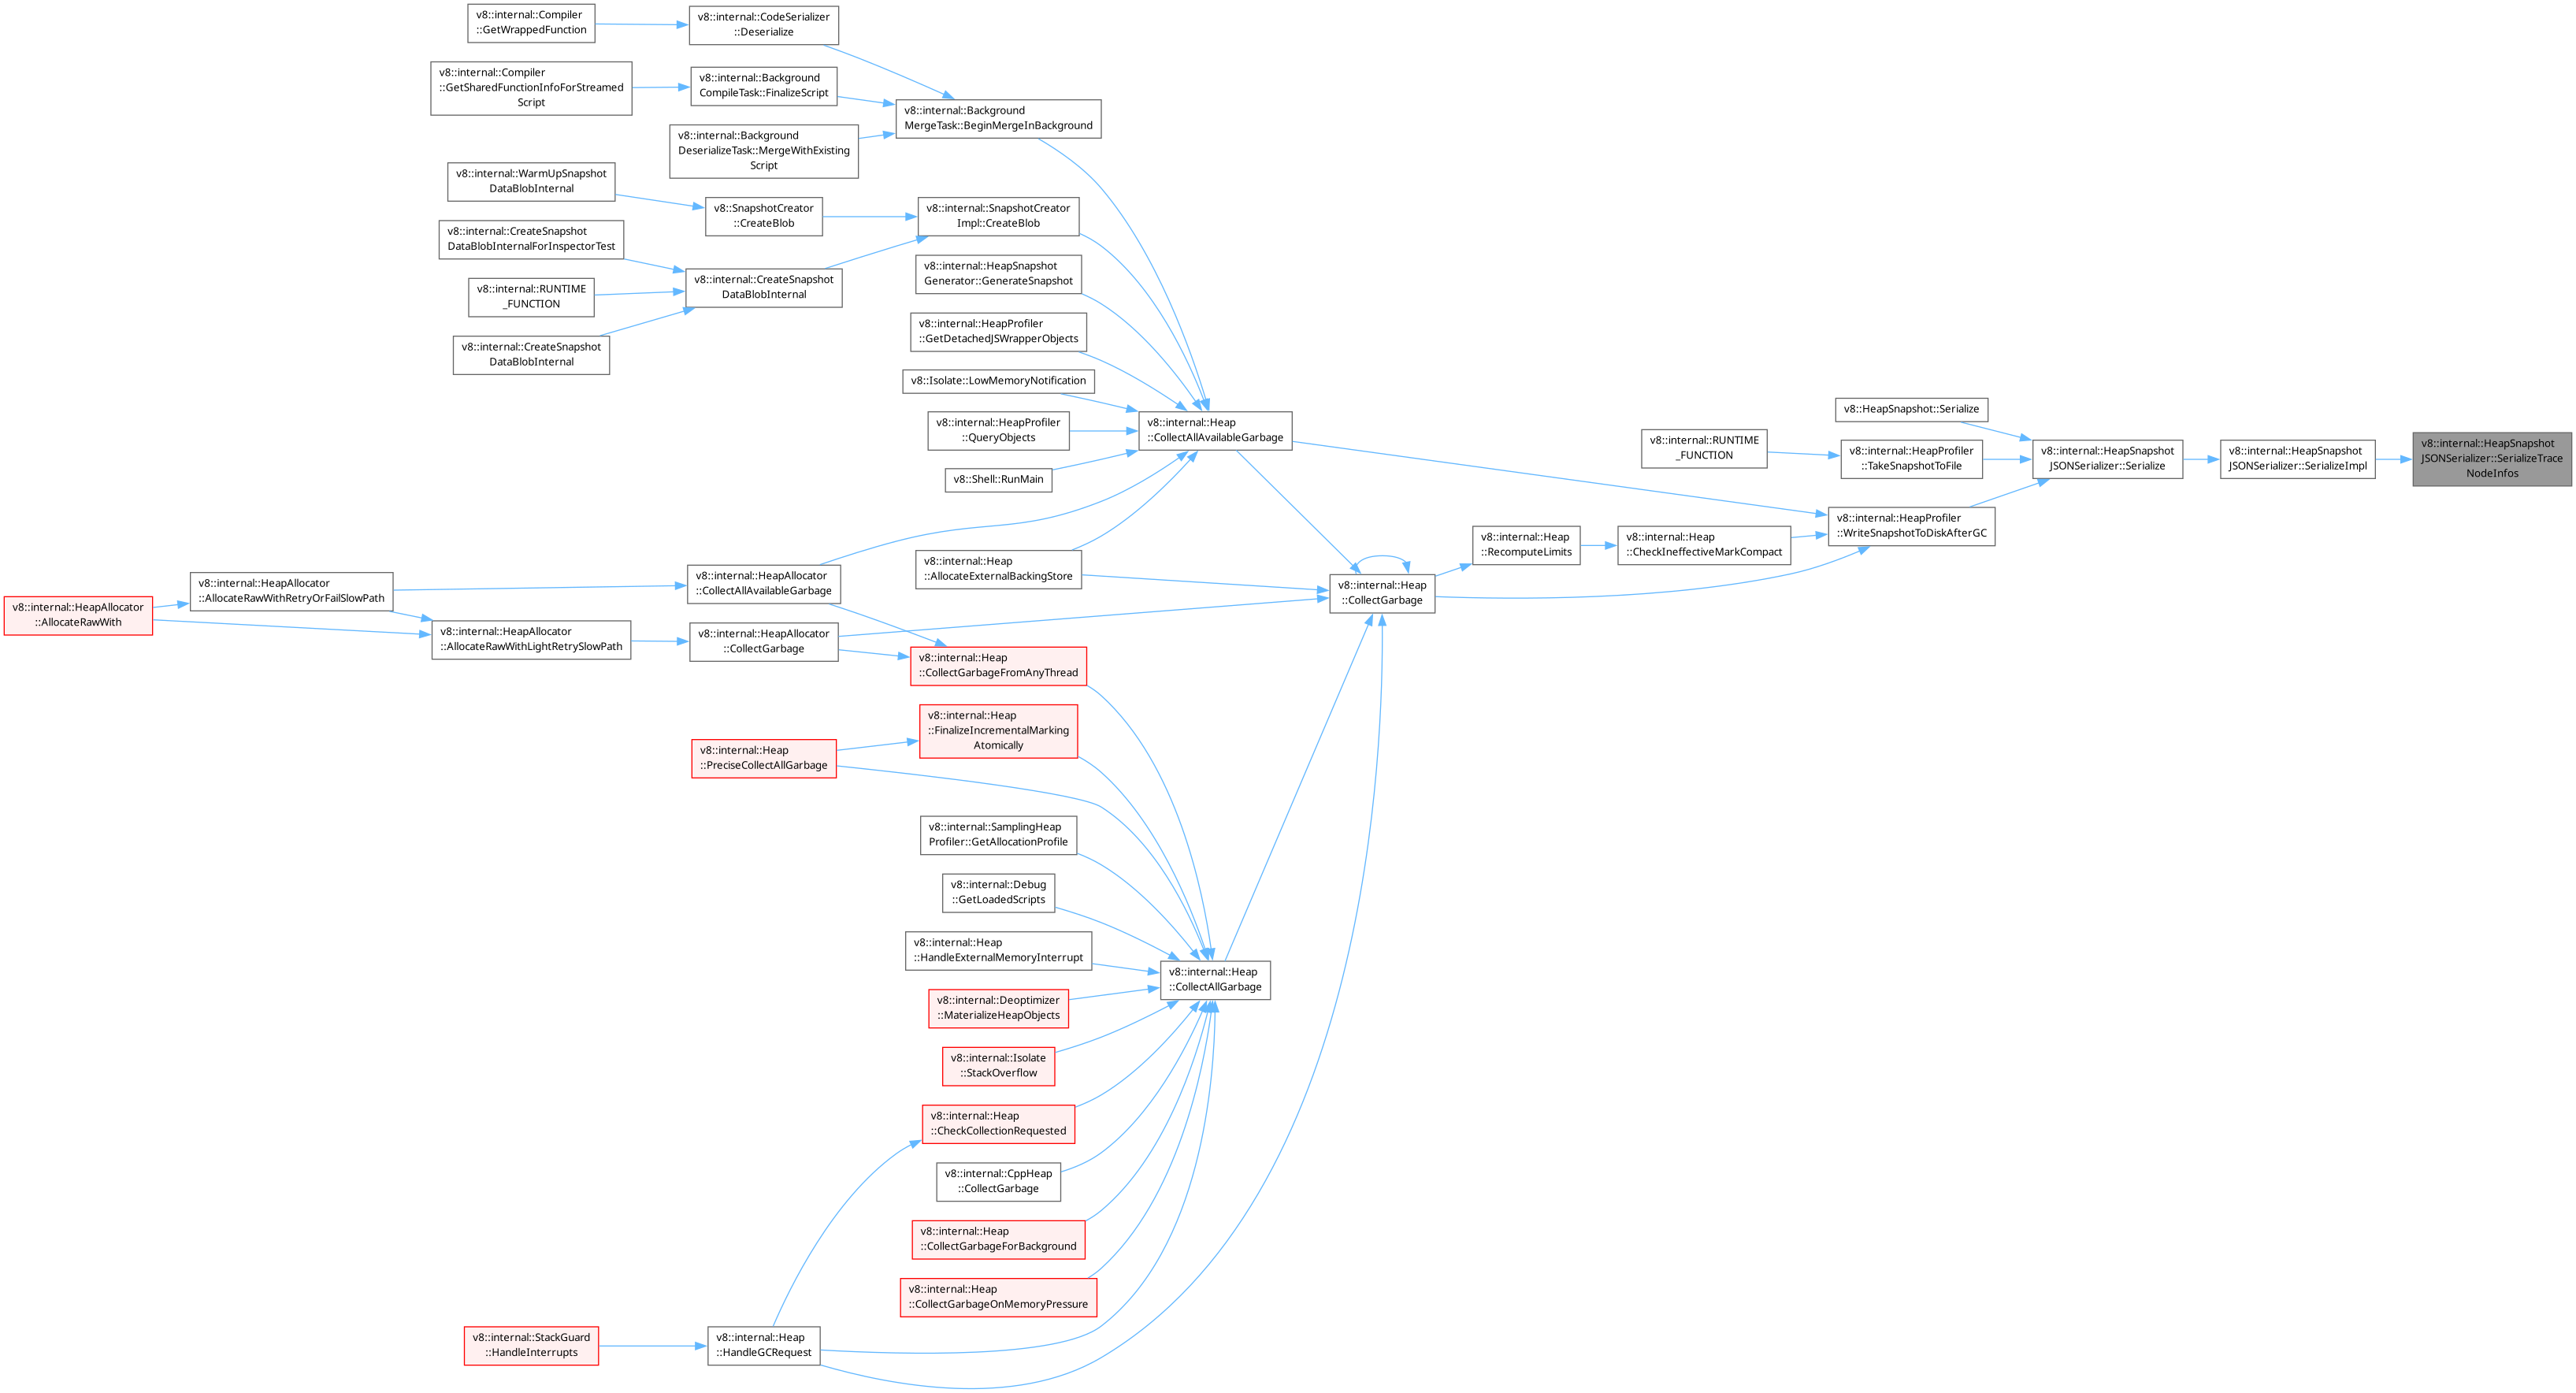 v8::internal::Compiler
::GetWrappedFunction
v8::internal::CodeSerializer
::Deserialize
v8::internal::Compiler
::GetSharedFunctionInfoForStreamed
Script
v8::internal::Background
CompileTask::FinalizeScript
v8::internal::Background
MergeTask::BeginMergeInBackground
v8::internal::Background
DeserializeTask::MergeWithExisting
Script
v8::internal::WarmUpSnapshot
DataBlobInternal
v8::SnapshotCreator
::CreateBlob
v8::internal::SnapshotCreator
Impl::CreateBlob
v8::internal::CreateSnapshot
DataBlobInternalForInspectorTest
v8::internal::RUNTIME
_FUNCTION
v8::internal::CreateSnapshot
DataBlobInternal
v8::internal::CreateSnapshot
DataBlobInternal
v8::internal::HeapSnapshot
Generator::GenerateSnapshot
v8::internal::HeapProfiler
::GetDetachedJSWrapperObjects
v8::Isolate::LowMemoryNotification
v8::internal::HeapProfiler
::QueryObjects
v8::Shell::RunMain
v8::internal::Heap
::CollectAllAvailableGarbage
v8::HeapSnapshot::Serialize
v8::internal::RUNTIME
_FUNCTION
v8::internal::HeapProfiler
::TakeSnapshotToFile
v8::internal::HeapSnapshot
JSONSerializer::Serialize
v8::internal::HeapSnapshot
JSONSerializer::SerializeImpl
v8::internal::HeapSnapshot
JSONSerializer::SerializeTrace
NodeInfos
v8::internal::HeapProfiler
::WriteSnapshotToDiskAfterGC
v8::internal::Heap
::RecomputeLimits
v8::internal::Heap
::CheckIneffectiveMarkCompact
v8::internal::Heap
::AllocateExternalBackingStore
v8::internal::Heap
::CollectGarbage
v8::internal::HeapAllocator
::AllocateRawWith
v8::internal::HeapAllocator
::AllocateRawWithRetryOrFailSlowPath
v8::internal::HeapAllocator
::CollectAllAvailableGarbage
v8::internal::HeapAllocator
::AllocateRawWithLightRetrySlowPath
v8::internal::HeapAllocator
::CollectGarbage
v8::internal::Heap
::CollectGarbageFromAnyThread
v8::internal::Heap
::FinalizeIncrementalMarking
Atomically
v8::internal::Heap
::PreciseCollectAllGarbage
v8::internal::SamplingHeap
Profiler::GetAllocationProfile
v8::internal::Debug
::GetLoadedScripts
v8::internal::Heap
::HandleExternalMemoryInterrupt
v8::internal::Heap
::CollectAllGarbage
v8::internal::Deoptimizer
::MaterializeHeapObjects
v8::internal::Isolate
::StackOverflow
v8::internal::Heap
::CheckCollectionRequested
v8::internal::CppHeap
::CollectGarbage
v8::internal::Heap
::CollectGarbageForBackground
v8::internal::Heap
::CollectGarbageOnMemoryPressure
v8::internal::StackGuard
::HandleInterrupts
v8::internal::Heap
::HandleGCRequest